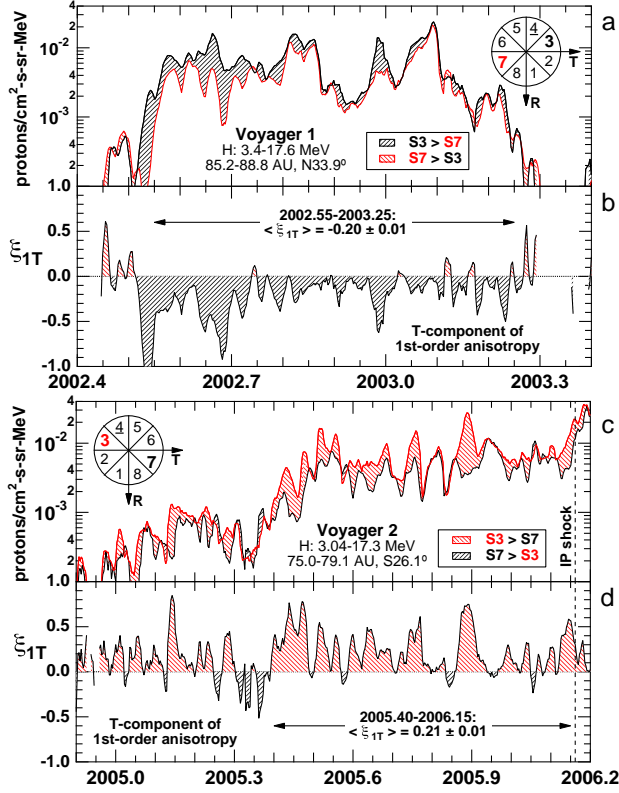 a
protons/cm²-s-sr-MeV
4
2
10⁻²
4
2
10⁻³
4
2
1.0
4 5
6 3
7 2
8 1
T
R
Voyager 1
H: 3.4-17.6 MeV
85.2-88.8 AU, N33.9º
S3 > S7
S7 > S3
b
ξ1T
0.5
0.0
-0.5
-1.0
2002.55-2003.25:
< ξ 1T > = -0.20 ± 0.01
T-component of
1st-order anisotropy
2002.4 2002.7 2003.0 2003.3
c
protons/cm²-s-sr-MeV
4
2
10⁻²
4
2
10⁻³
4
2
1.0
4 5
3 6
2 7
1 8
T
R
Voyager 2
H: 3.04-17.3 MeV
75.0-79.1 AU, S26.1º
S3 > S7
S7 > S3
IP shock
d
ξ1T
1.0
0.5
0.0
-0.5
-1.0
T-component of
1st-order anisotropy
2005.40-2006.15:
< ξ 1T > = 0.21 ± 0.01
2005.0 2005.3 2005.6 2005.9 2006.2